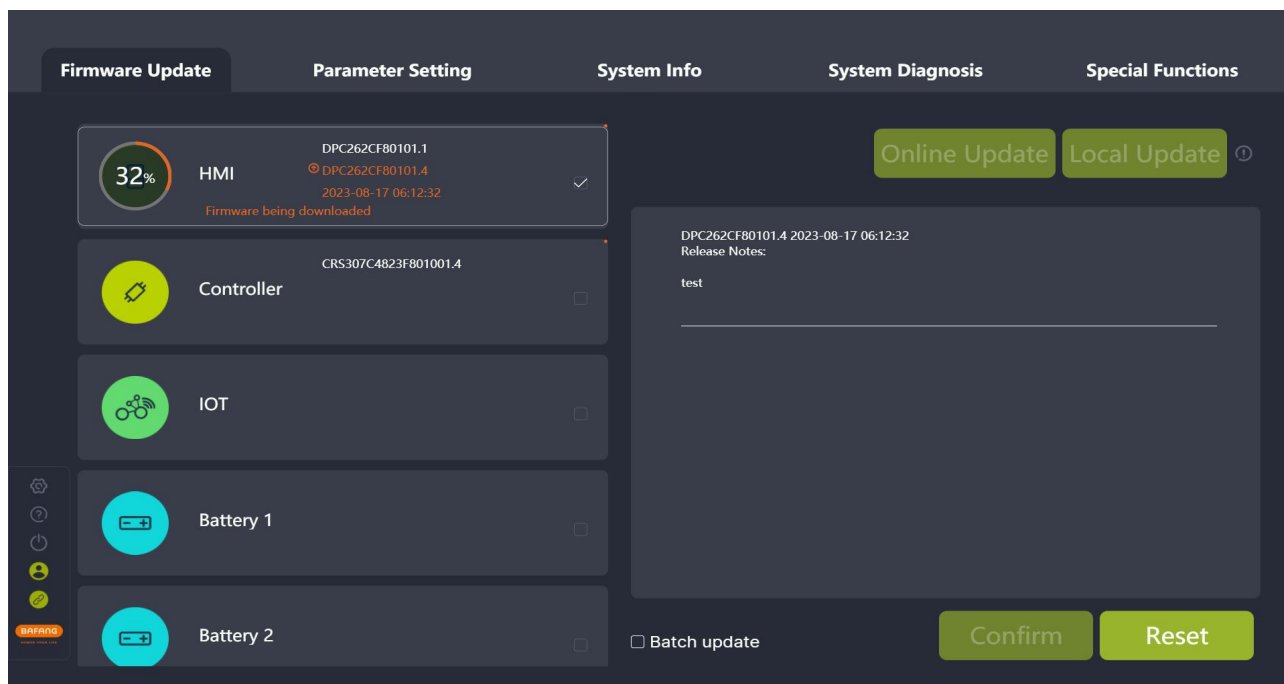 Firmware Update
Parameter Setting
System Info
System Diagnosis
Special Functions
32%
HMI
DPC262CF80101.1
DPC262CF80101.4
2023-08-17 06:12:32
Firmware being downloaded
Controller
CRS307C4823F801001.4
IOT
Battery 1
Battery 2
Online Update
Local Update
DPC262CF80101.4 2023-08-17 06:12:32
Release Notes:
test
Batch update
Confirm
Reset
BAFANG